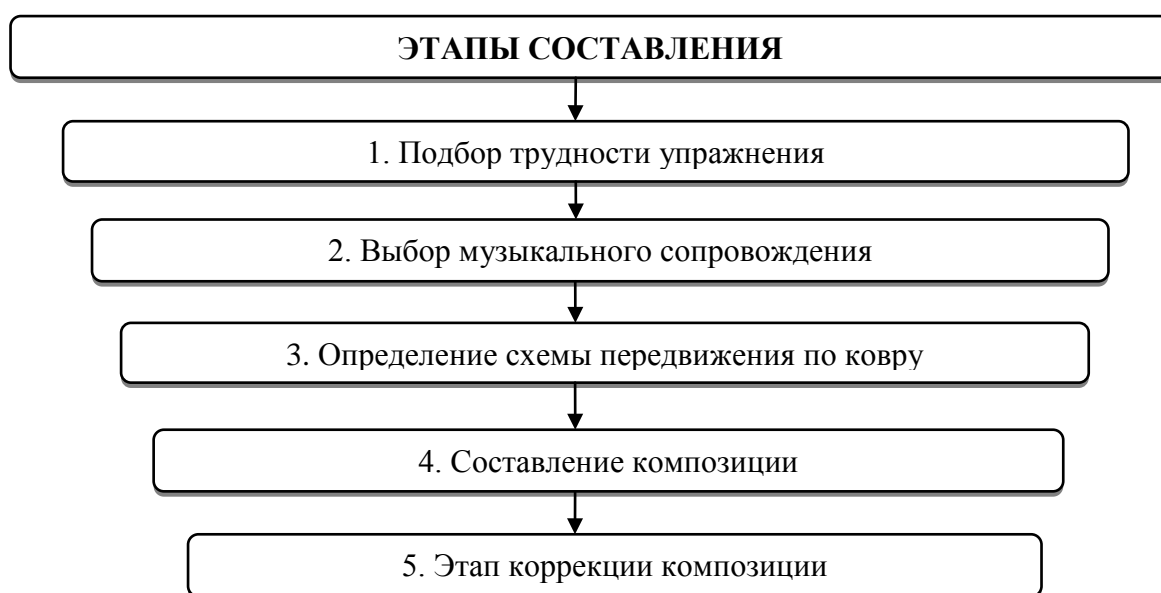 ЭТАПЫ СОСТАВЛЕНИЯ
1. Подбор трудности упражнения
2. Выбор музыкального сопровождения
3. Определение схемы передвижения по ковру
4. Составление композиции
5. Этап коррекции композиции